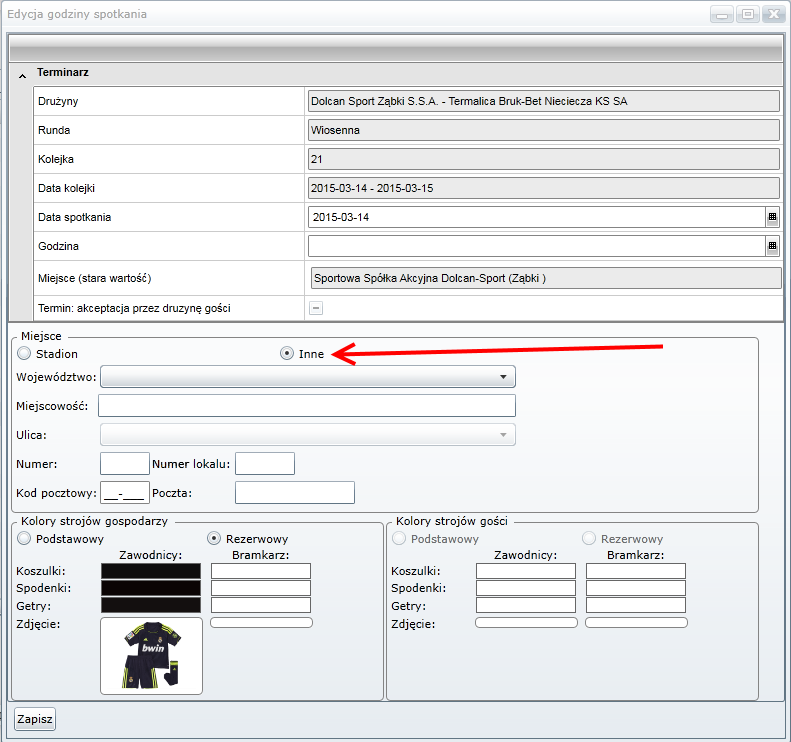 Edycja godziny spotkania
Terminarz
Drużyny Dolcan Sport Ząbki S.S.A. - Termalica Bruk-Bet Nieciecza KS SA
Runda Wiosenna
Kolejka 21
Data kolejki 2015-03-14 - 2015-03-15
Data spotkania 2015-03-14
Godzina
Miejsce (stara wartość) Sportowa Spółka Akcyjna Dolcan-Sport (Ząbki )
Termin: akceptacja przez druzynę gości
Miejsce
Stadion Inne
Województwo:
Miejscowość:
Ulica:
Numer: Numer lokalu:
Kod pocztowy: __-___ Poczta:
Kolory strojów gospodarzy
Podstawowy Rezerwowy
Zawodnicy: Bramkarz:
Koszulki:
Spodenki:
Getry:
Zdjęcie:
bwin
Kolory strojów gości
Podstawowy Rezerwowy
Zawodnicy: Bramkarz:
Koszulki:
Spodenki:
Getry:
Zdjęcie:
Zapisz